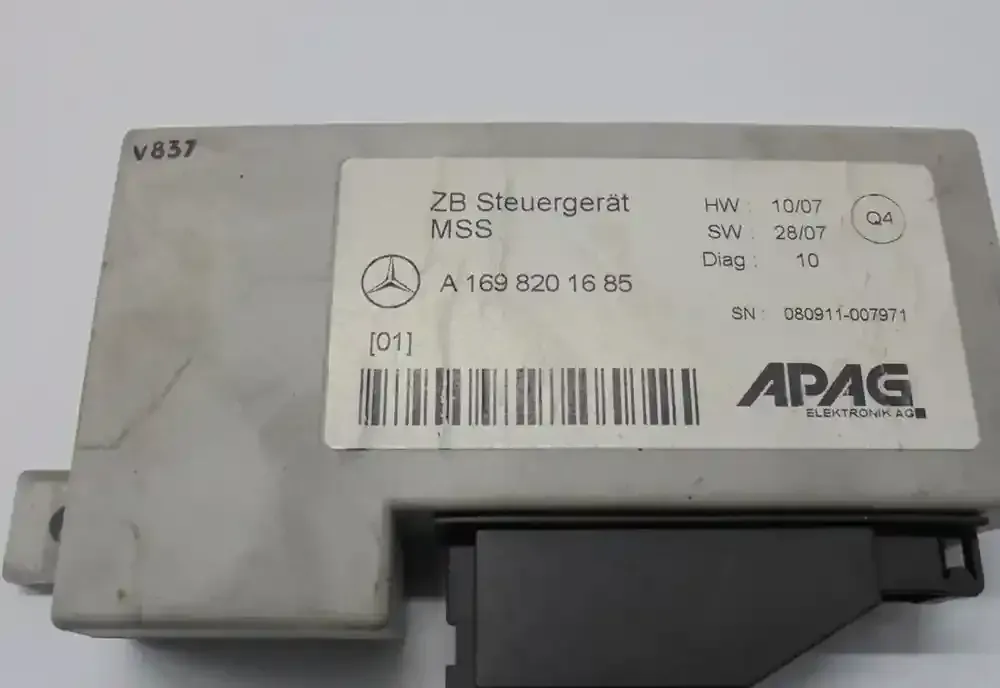 V837
ZB Steuergerät
MSS
A 169 820 16 85
[01]
HW : 10/07
SW : 28/07
Diag : 10
Q4
SN : 080911-007971
APAG
ELEKTRONIK AG